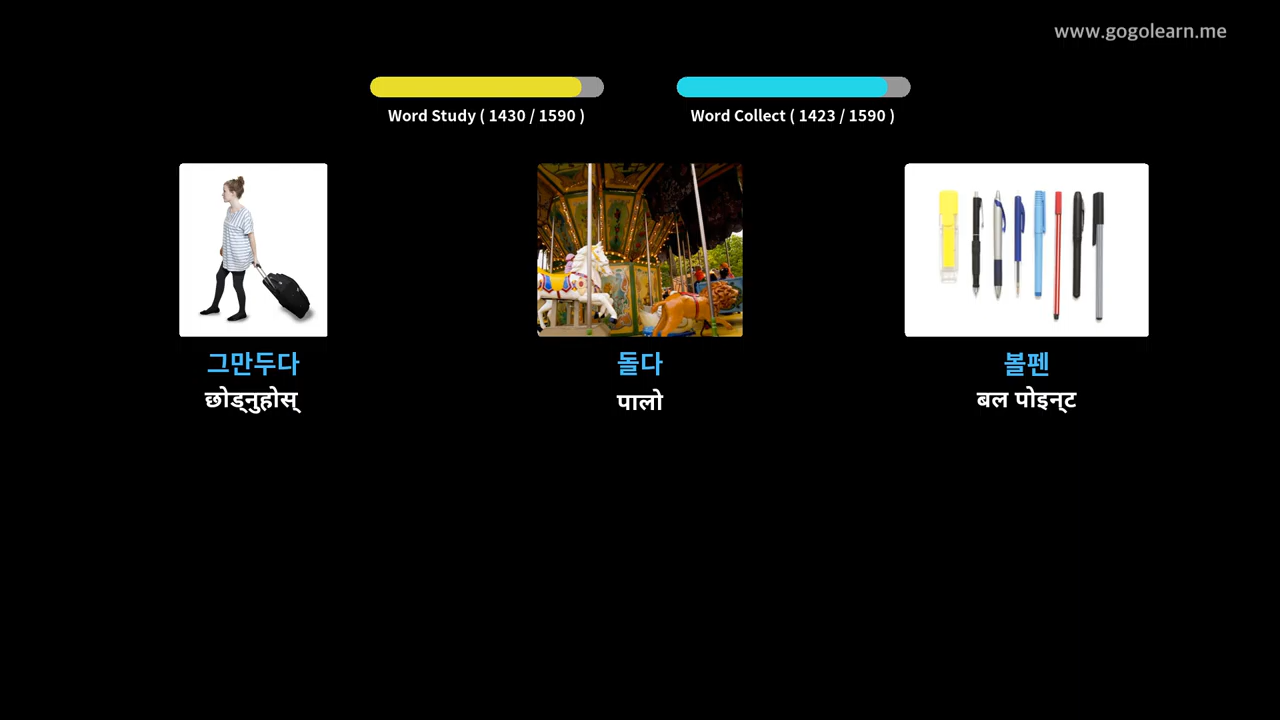 www.gogolearn.me
Word Study ( 1430 / 1590 )
Word Collect ( 1423 / 1590 )
그만두다
돌다
볼펜
छोड्नुहोस्
पालो
बल पोइन्ट